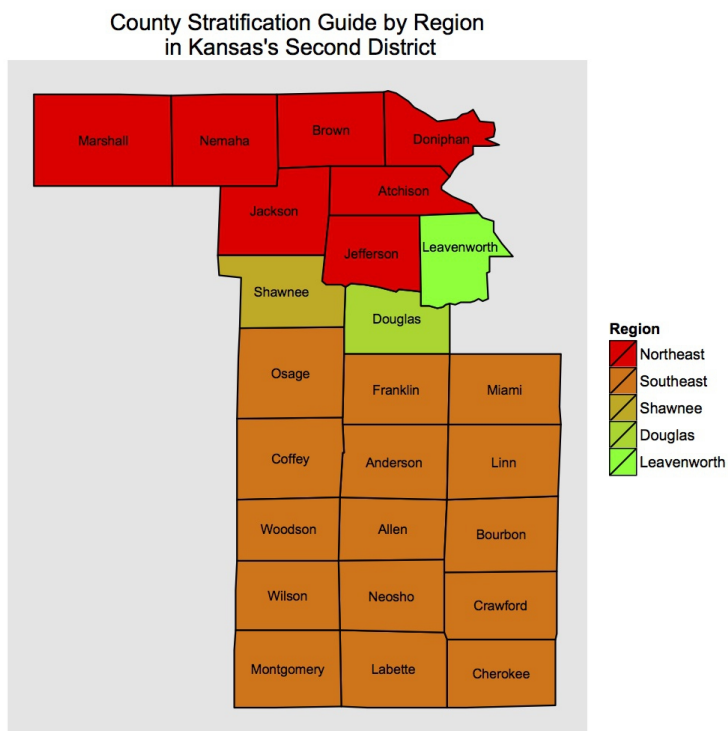 County Stratification Guide by Region
in Kansas's Second District
Marshall
Nemaha
Brown
Doniphan
Jackson
Atchison
Jefferson
Leavenworth
Shawnee
Douglas
Osage
Franklin
Miami
Coffey
Anderson
Linn
Woodson
Allen
Bourbon
Wilson
Neosho
Crawford
Montgomery
Labette
Cherokee
Region
Northeast
Southeast
Shawnee
Douglas
Leavenworth